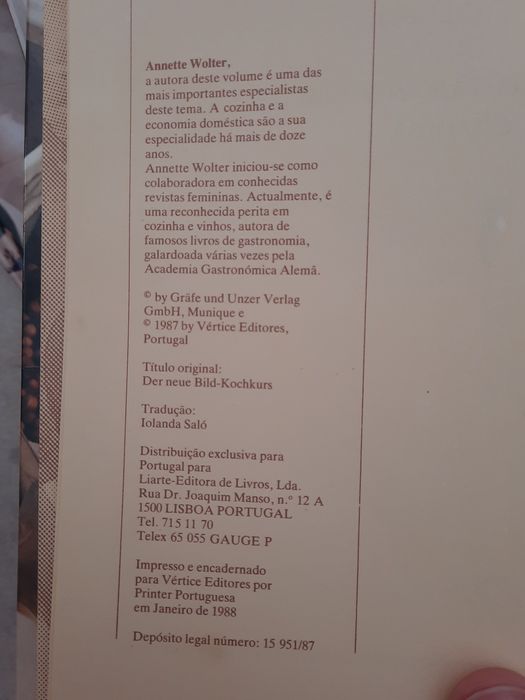 Annette Wolter,
a autora deste volume é uma das
mais importantes especialistas
deste tema. A cozinha e a
economia doméstica são a sua
especialidade há mais de doze
anos.
Annette Wolter iniciou-se como
colaboradora em conhecidas
revistas femininas. Actualmente, é
uma reconhecida perita em
cozinha e vinhos, autora de
famosos livros de gastronomia,
galardoada várias vezes pela
Academia Gastronómica Alemã.
© by Gräfe und Unzer Verlag
GmbH, Munique e
© 1987 by Vértice Editores,
Portugal
Título original:
Der neue Bild-Kochkurs
Tradução:
Iolanda Saló
Distribuição exclusiva para
Portugal para
Liarte-Editora de Livros, Lda.
Rua Dr. Joaquim Manso, n.º 12 A
1500 LISBOA PORTUGAL
Tel. 715 11 70
Telex 65 055 GAUGE P
Impresso e encadernado
para Vértice Editores por
Printer Portuguesa
em Janeiro de 1988
Depósito legal número: 15 951/87